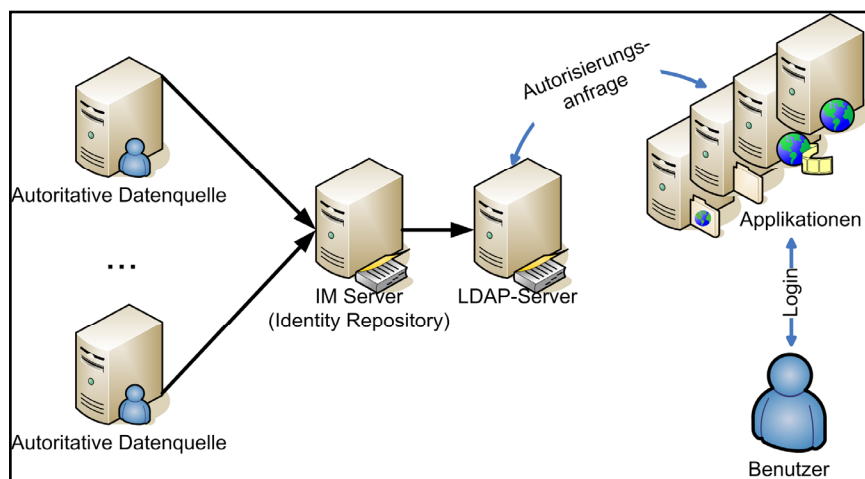 Autorisierungs-
anfrage
Autoritative Datenquelle
Applikationen
...
IM Server
(Identity Repository)
LDAP-Server
Login
Autoritative Datenquelle
Benutzer